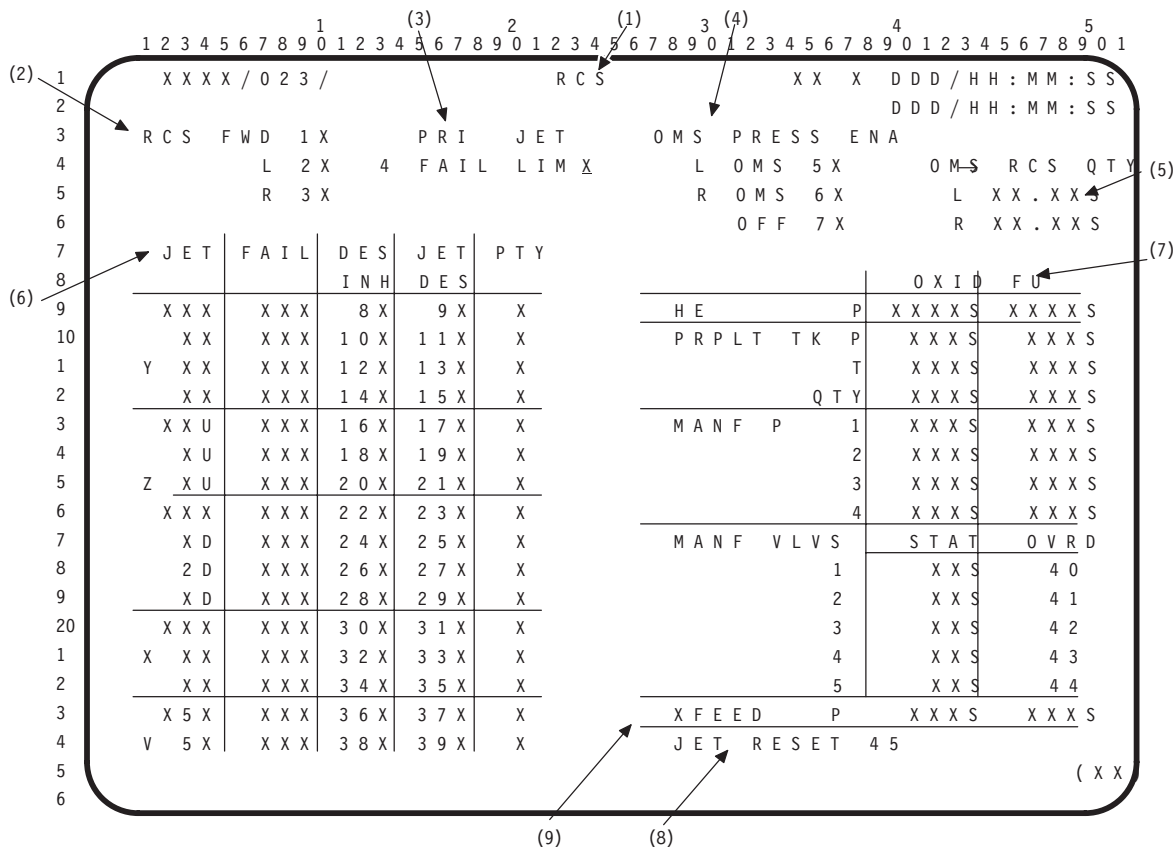 (3) (1) (4)
1 2 3 4 5
1 2 3 4 5 6 7 8 9 0 1 2 3 4 5 6 7 8 9 0 1 2 3 4 5 6 7 8 9 0 1 2 3 4 5 6 7 8 9 0 1 2 3 4 5 6 7 8 9 0 1
(2)
1 XXXX/023/ RCS XX X DDD/HH:MM:SS
2 DDD/HH:MM:SS
3 RCS FWD 1X PRI JET OMS PRESS ENA
4 L 2X 4 FAIL LIM X L OMS 5X OMS→ RCS QTY
(5)
5 R 3X R OMS 6X L XX.XXS
6 OFF 7X R XX.XXS
7 JET FAIL DES JET PTY
(7)
8 INH DES OXID FU
(6)
9 XXX XXX 8X 9X X HE P XXXXS XXXXS
10 XX XXX 10X 11X X PRPLT TK P XXXS XXXS
1 Y XX XXX 12X 13X X T XXXS XXXS
2 XX XXX 14X 15X X QTY XXXS XXXS
3 XXU XXX 16X 17X X MANF P 1 XXXS XXXS
4 XU XXX 18X 19X X 2 XXXS XXXS
5 Z XU XXX 20X 21X X 3 XXXS XXXS
6 XXX XXX 22X 23X X 4 XXXS XXXS
7 XD XXX 24X 25X X MANF VLVS STAT OVRD
8 2D XXX 26X 27X X 1 XXS 40
9 XD XXX 28X 29X X 2 XXS 41
20 XXX XXX 30X 31X X 3 XXS 42
1 X XX XXX 32X 33X X 4 XXS 43
2 XX XXX 34X 35X X 5 XXS 44
3 X5X XXX 36X 37X X XFEED P XXXS XXXS
4 V 5X XXX 38X 39X X JET RESET 45
5 (XX
6
(9) (8)